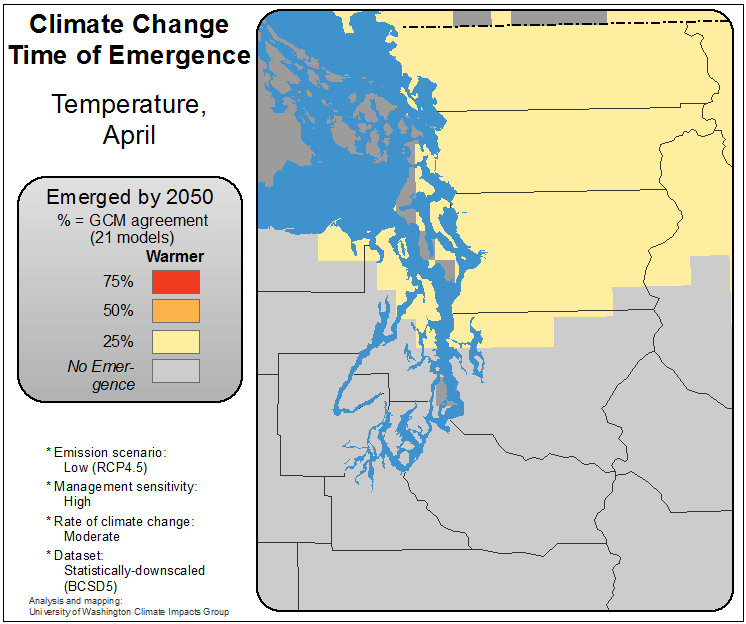 Climate Change
Time of Emergence
Temperature,
April
Emerged by 2050
% = GCM agreement
(21 models)
Warmer
75%
50%
25%
No Emer-
gence
* Emission scenario:
Low (RCP4.5)
* Management sensitivity:
High
* Rate of climate change:
Moderate
* Dataset:
Statistically-downscaled
(BCSD5)
Analysis and mapping:
University of Washington Climate Impacts Group